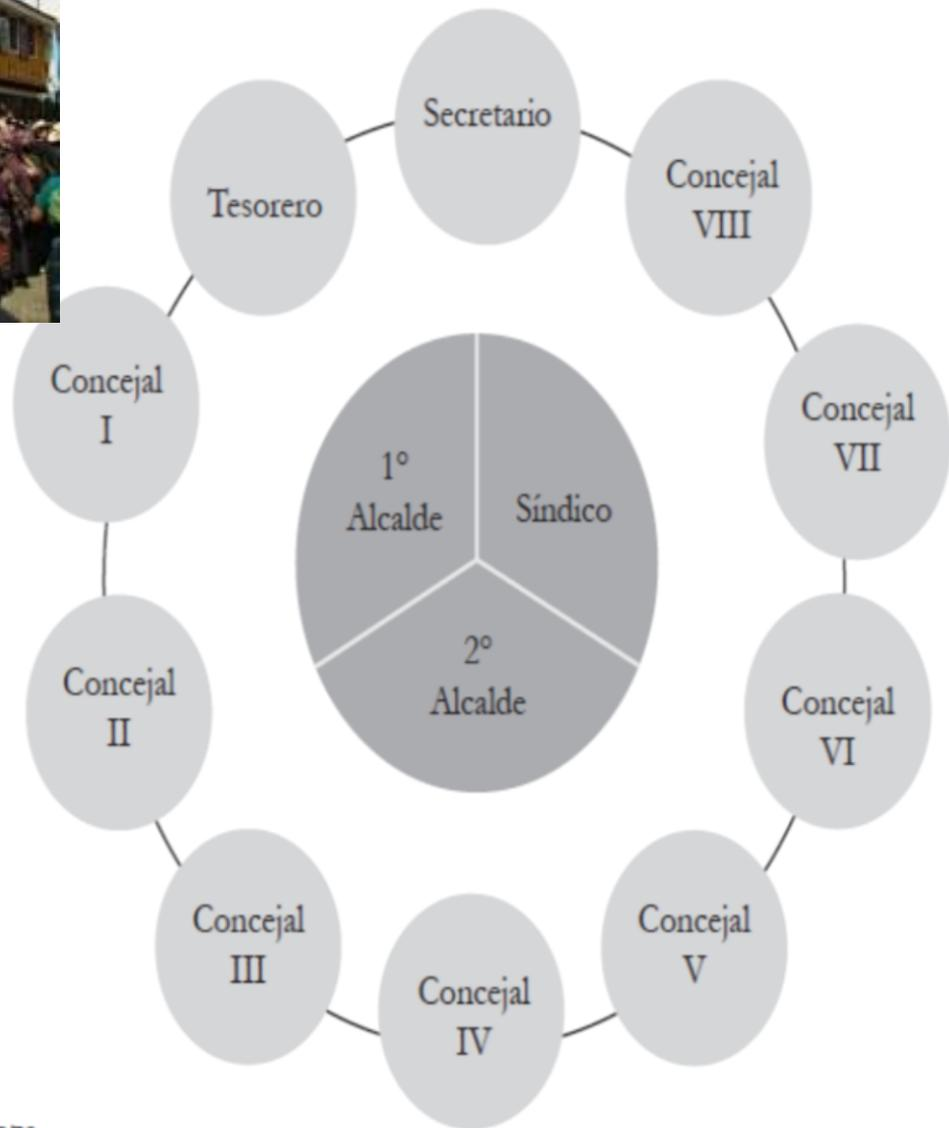 Secretario
Tesorero
Concejal
VIII
Concejal
I
Concejal
VII
1°
Alcalde
Síndico
2°
Alcalde
Concejal
II
Concejal
VI
Concejal
III
Concejal
V
Concejal
IV